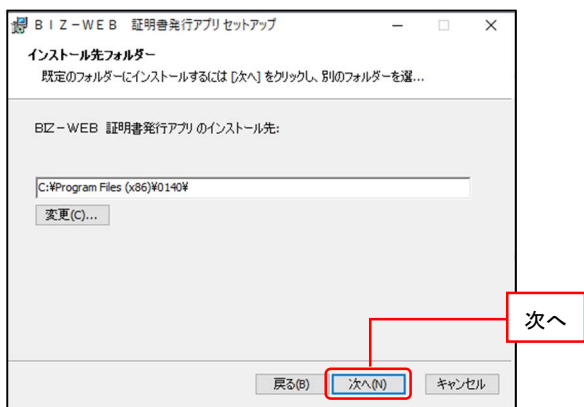 ＢＩＺ－ＷＥＢ　証明書発行アプリ セットアップ
インストール先フォルダー
既定のフォルダーにインストールするには [次へ] をクリックし、別のフォルダーを選...
ＢＩＺ－ＷＥＢ　証明書発行アプリ のインストール先:
C:¥Program Files (x86)¥0140¥
変更(C)...
次へ
戻る(B)
次へ(N)
キャンセル